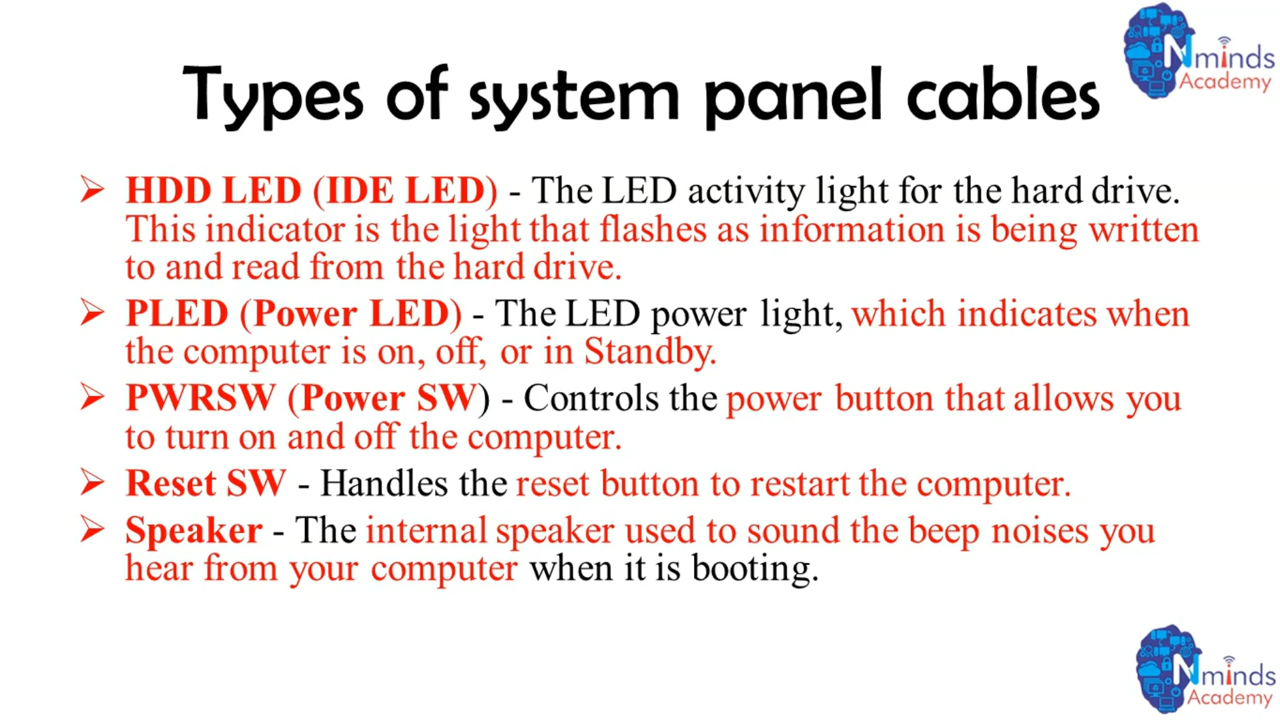 Nminds
Academy
Types of system panel cables
➢ HDD LED (IDE LED) - The LED activity light for the hard drive.
This indicator is the light that flashes as information is being written
to and read from the hard drive.
➢ PLED (Power LED) - The LED power light, which indicates when
the computer is on, off, or in Standby.
➢ PWRSW (Power SW) - Controls the power button that allows you
to turn on and off the computer.
➢ Reset SW - Handles the reset button to restart the computer.
➢ Speaker - The internal speaker used to sound the beep noises you
hear from your computer when it is booting.
Nminds
Academy